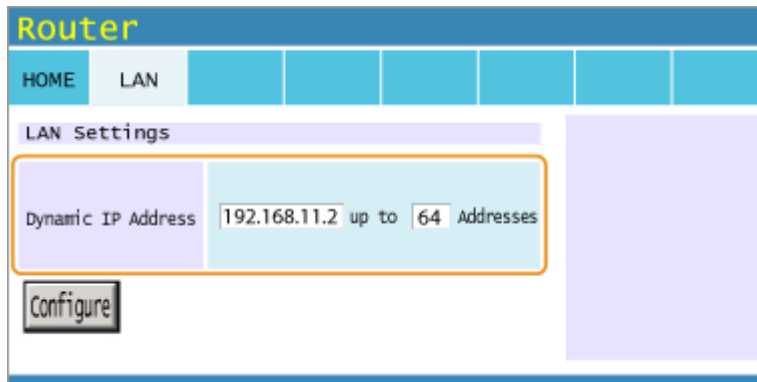 Router
HOME LAN
LAN Settings
Dynamic IP Address 192.168.11.2 up to 64 Addresses
Configure